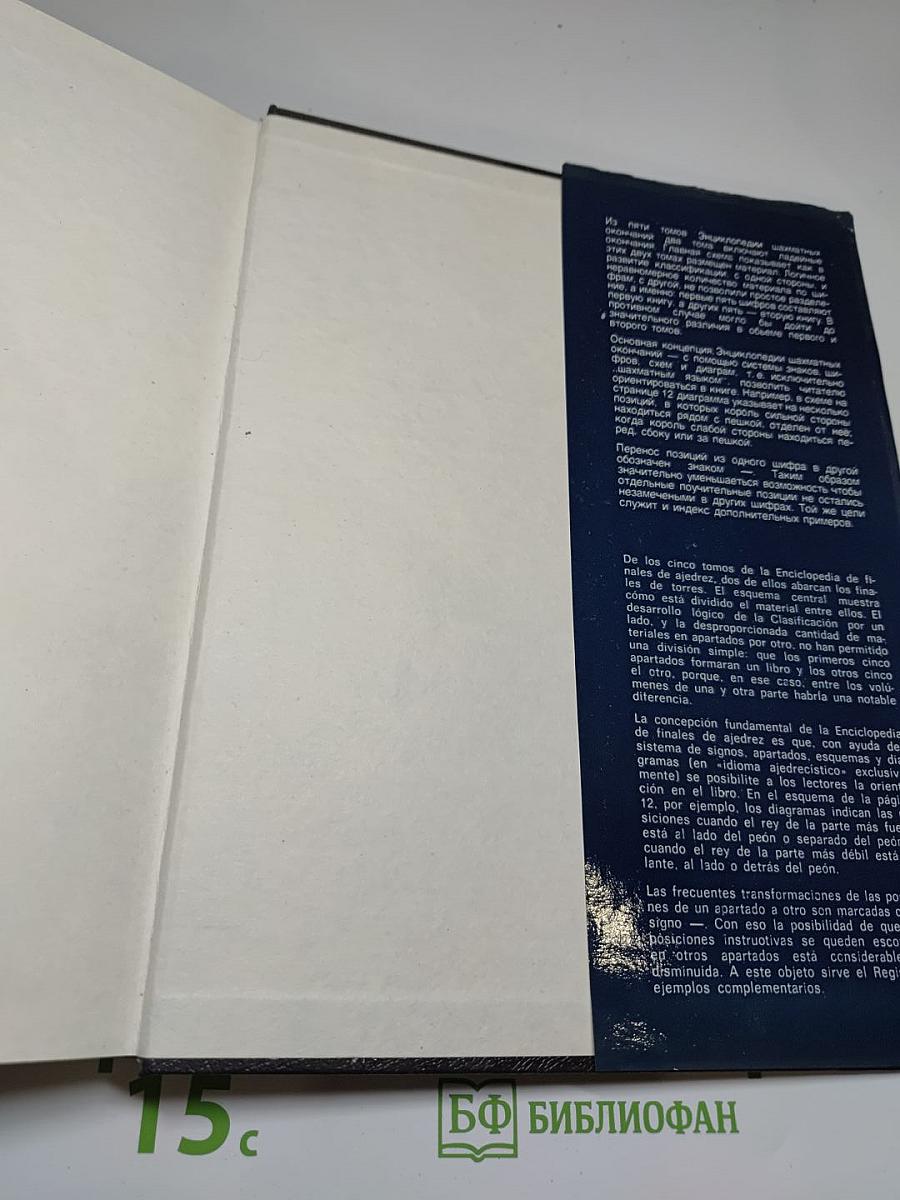 Из пяти томов Энциклопедии шахматных
окончаний два тома включают ладейные
окончания. Главная схема показывает как в
этих двух томах размещен материал. Логичное
развитие классификации, с одной стороны, и
неравномерное количество материала по ши-
фрам, с другой, не позволили простое разделе-
ние, а именно: первые пять шифров составляют
первую книгу, а других пять — вторую книгу. В
противном случае могло бы дойти до
значительного различия в обьеме первого и
второго томов.
Основная концепция Энциклопедии шахматных
окончаний — с помощью системы знаков, ши-
фров, схем и диаграм, т. е. исключительно
„шахматным языком", позволить читателю
ориентироваться в книге. Например, в схеме на
странице 12 диаграмма указывает на несколько
позиций, в которых король сильной стороны
находиться рядом с пешкой, отделен от неё;
когда король слабой стороны находиться пе-
ред, сбоку или за пешкой.
Перенос позиций из одного шифра в другой
обозначен знаком —. Таким образом
значительно уменьшаеться возможность чтобы
отдельные поучительные позиции не остались
незамечеными в других шифрах. Той же цели
служит и индекс дополнительных примеров.
De los cinco tomos de la Enciclopedia de fi-
nales de ajedrez, dos de ellos abarcan los fina-
les de torres. El esquema central muestra
cómo está dividido el material entre ellos. El
desarrollo lógico de la Clasificación por un
lado, y la desproporcionada cantidad de ma-
teriales en apartados por otro, no han permitido
una división simple: que los primeros cinco
apartados formaran un libro y los otros cinco
el otro, porque, en ese caso, entre los volú-
menes de una y otra parte habría una notable
diferencia.
La concepción fundamental de la Enciclopedia
de finales de ajedrez es que, con ayuda de
sistema de signos, apartados, esquemas y dia
gramas (en «idioma ajedrecístico» exclusiv
mente) se posibilite a los lectores la orient
ción en el libro. En el esquema de la pági
12, por ejemplo, los diagramas indican las
siciones cuando el rey de la parte más fue
está al lado del peón o separado del peón
cuando el rey de la parte más débil está
lante, al lado o detrás del peón.
Las frecuentes transformaciones de las po
nes de un apartado a otro son marcadas c
signo —. Con eso la posibilidad de que
posiciones instruotivas se queden esco
en otros apartados está considerable
disminuida. A este objeto sirve el Regi
ejemplos complementarios.
15 с
БФ БИБЛИОФАН